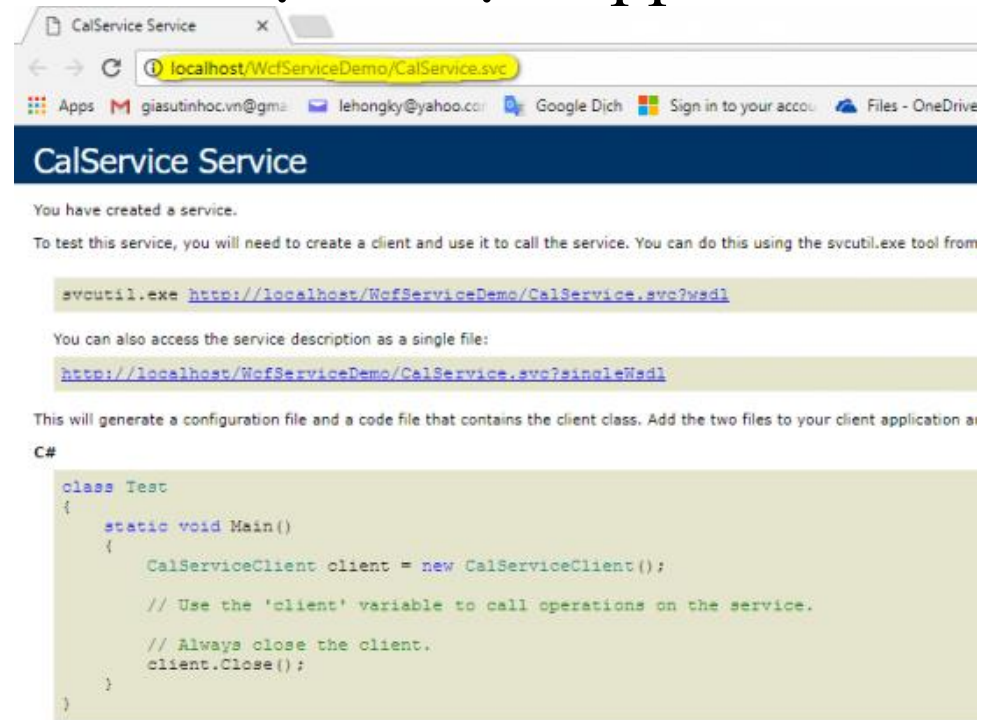 CalService Service
localhost/WcfServiceDemo/CalService.svc
Apps giasutinhoc.vn@gma lehongky@yahoo.co Google Dịch Sign in to your accou Files - OneDrive
CalService Service
You have created a service.
To test this service, you will need to create a client and use it to call the service. You can do this using the svcutil.exe tool from
svcutil.exe http://localhost/WcfServiceDemo/CalService.svc?wsdl
You can also access the service description as a single file:
http://localhost/WcfServiceDemo/CalService.svc?singleWsdl
This will generate a configuration file and a code file that contains the client class. Add the two files to your client application a
C#
class Test
{
static void Main()
{
CalServiceClient client = new CalServiceClient();
// Use the 'client' variable to call operations on the service.
// Always close the client.
client.Close();
}
}